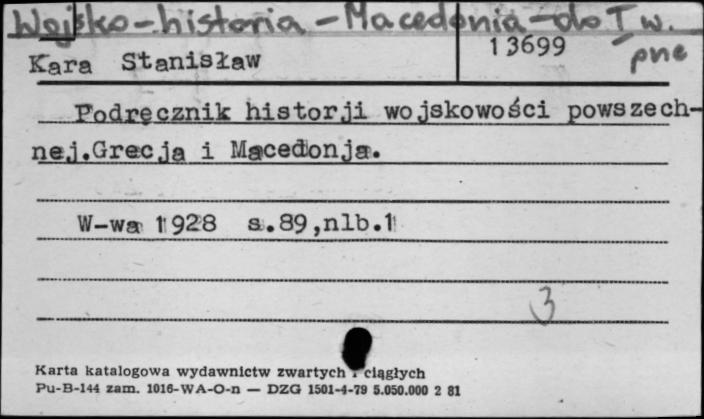 Wojsko-historia-Macedonia-do I w. pne
13699
Kara Stanisław
Podręcznik historji wojskowości powszech-
nej.Grecja i Macedonja.
W-wa 1928 s.89,nlb.1
3
Karta katalogowa wydawnictw zwartych i ciągłych
Pu-B-144 zam. 1016-WA-O-n — DZG 1501-4-79 5.050.000 2 81